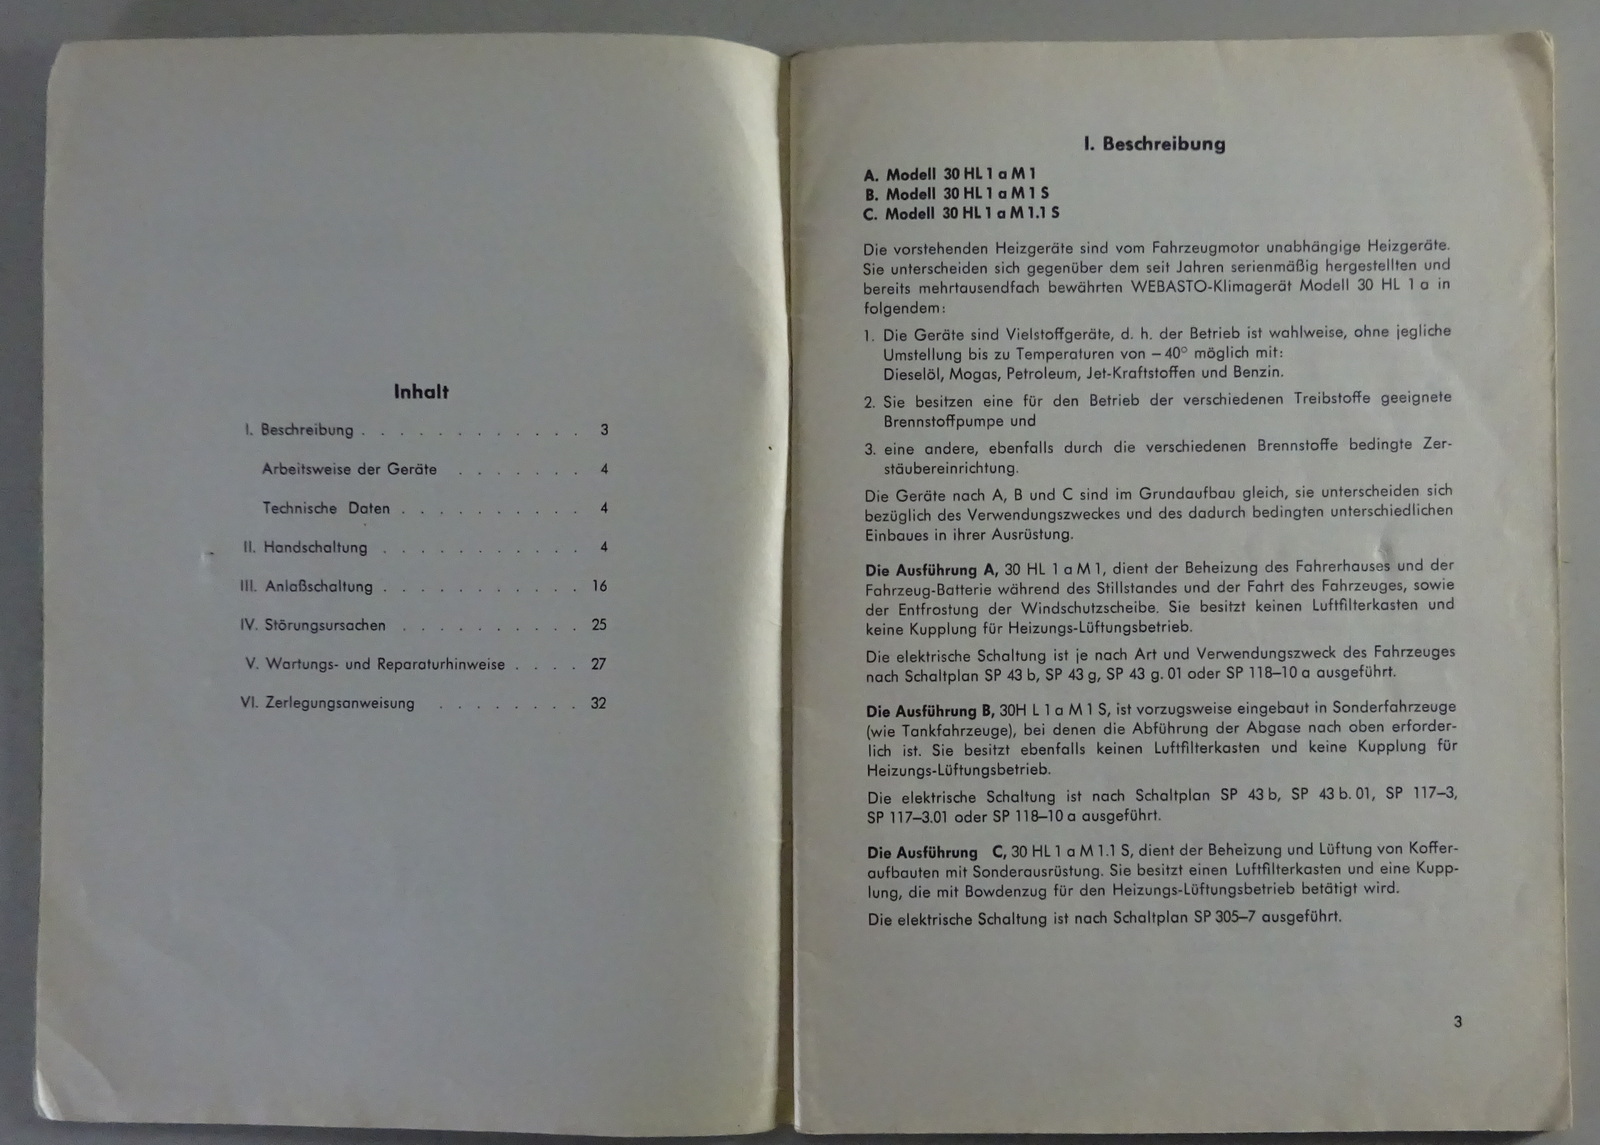 Inhalt
I. Beschreibung . . . . . . . . . . . . 3
Arbeitsweise der Geräte . . . . . . . 4
Technische Daten . . . . . . . . . . 4
II. Handschaltung . . . . . . . . . . . 4
III. Anlaßschaltung . . . . . . . . . . . 16
IV. Störungsursachen . . . . . . . . . . 25
V. Wartungs- und Reparaturhinweise . . . . 27
VI. Zerlegungsanweisung . . . . . . . . 32
I. Beschreibung
A. Modell 30 HL 1 a M 1
B. Modell 30 HL 1 a M 1 S
C. Modell 30 HL 1 a M 1.1 S
Die vorstehenden Heizgeräte sind vom Fahrzeugmotor unabhängige Heizgeräte.
Sie unterscheiden sich gegenüber dem seit Jahren serienmäßig hergestellten und
bereits mehrtausendfach bewährten WEBASTO-Klimagerät Modell 30 HL 1 a in
folgendem:
1. Die Geräte sind Vielstoffgeräte, d. h. der Betrieb ist wahlweise, ohne jegliche
Umstellung bis zu Temperaturen von – 40° möglich mit:
Dieselöl, Mogas, Petroleum, Jet-Kraftstoffen und Benzin.
2. Sie besitzen eine für den Betrieb der verschiedenen Treibstoffe geeignete
Brennstoffpumpe und
3. eine andere, ebenfalls durch die verschiedenen Brennstoffe bedingte Zer-
stäubereinrichtung.
Die Geräte nach A, B und C sind im Grundaufbau gleich, sie unterscheiden sich
bezüglich des Verwendungszweckes und des dadurch bedingten unterschiedlichen
Einbaues in ihrer Ausrüstung.
Die Ausführung A, 30 HL 1 a M 1, dient der Beheizung des Fahrerhauses und der
Fahrzeug-Batterie während des Stillstandes und der Fahrt des Fahrzeuges, sowie
der Entfrostung der Windschutzscheibe. Sie besitzt keinen Luftfilterkasten und
keine Kupplung für Heizungs-Lüftungsbetrieb.
Die elektrische Schaltung ist je nach Art und Verwendungszweck des Fahrzeuges
nach Schaltplan SP 43 b, SP 43 g, SP 43 g. 01 oder SP 118–10 a ausgeführt.
Die Ausführung B, 30H L 1 a M 1 S, ist vorzugsweise eingebaut in Sonderfahrzeuge
(wie Tankfahrzeuge), bei denen die Abführung der Abgase nach oben erforder-
lich ist. Sie besitzt ebenfalls keinen Luftfilterkasten und keine Kupplung für
Heizungs-Lüftungsbetrieb.
Die elektrische Schaltung ist nach Schaltplan SP 43 b, SP 43 b. 01, SP 117–3,
SP 117–3.01 oder SP 118–10 a ausgeführt.
Die Ausführung C, 30 HL 1 a M 1.1 S, dient der Beheizung und Lüftung von Koffer-
aufbauten mit Sonderausrüstung. Sie besitzt einen Luftfilterkasten und eine Kupp-
lung, die mit Bowdenzug für den Heizungs-Lüftungsbetrieb betätigt wird.
Die elektrische Schaltung ist nach Schaltplan SP 305–7 ausgeführt.
3